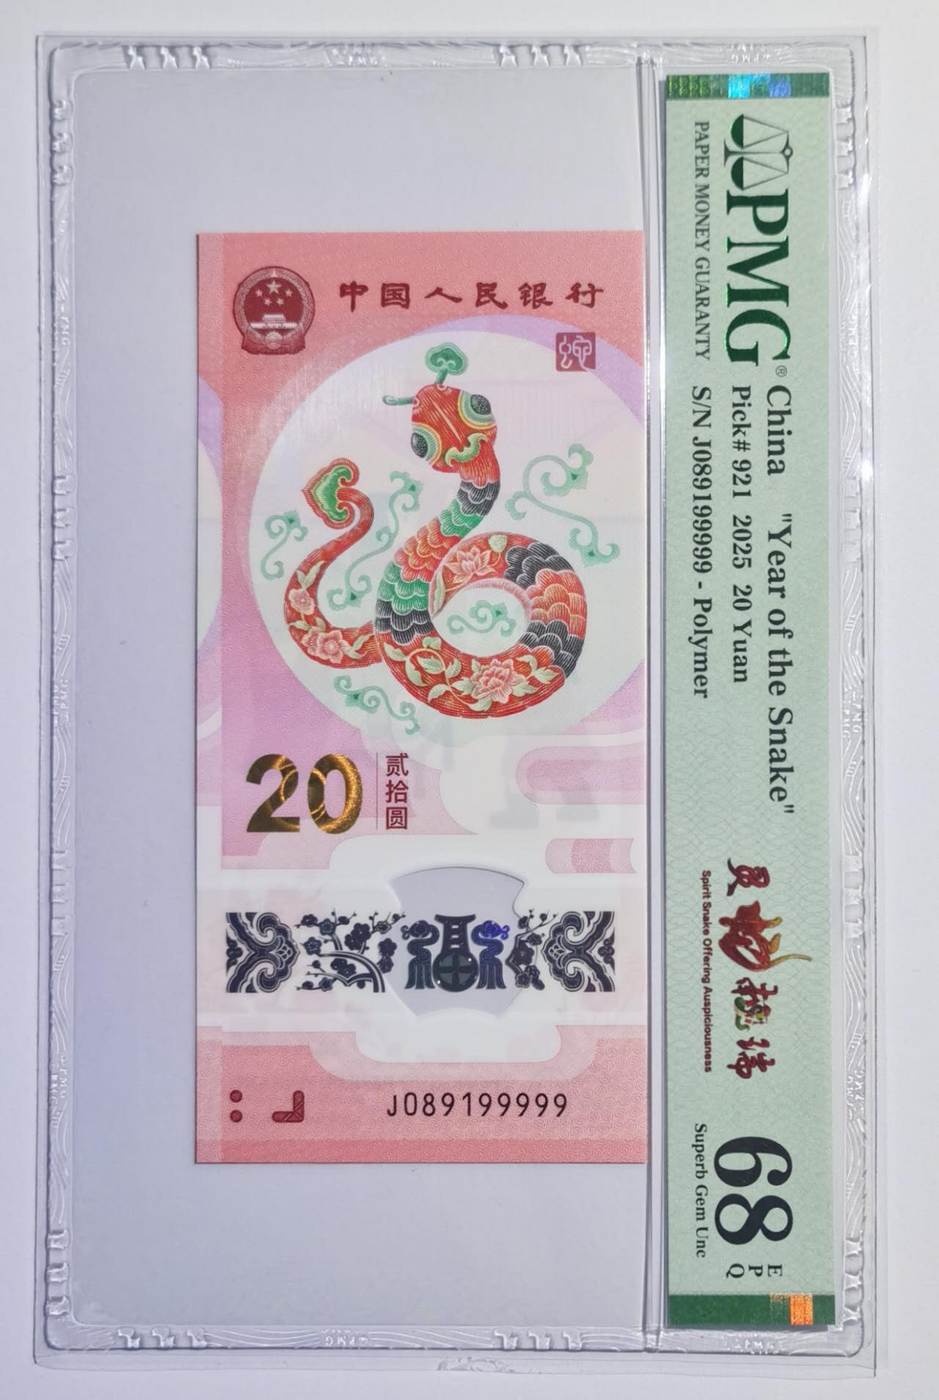 中国人民银行
蛇
20
贰拾圆
J089199999
PMG®
PAPER MONEY GUARANTY
China "Year of the Snake"
Pick# 921 2025 20 Yuan
S/N J089199999 - Polymer
灵蛇献瑞
Spirit Snake Offering Auspiciousness
68
EPQ
Superb Gem Unc